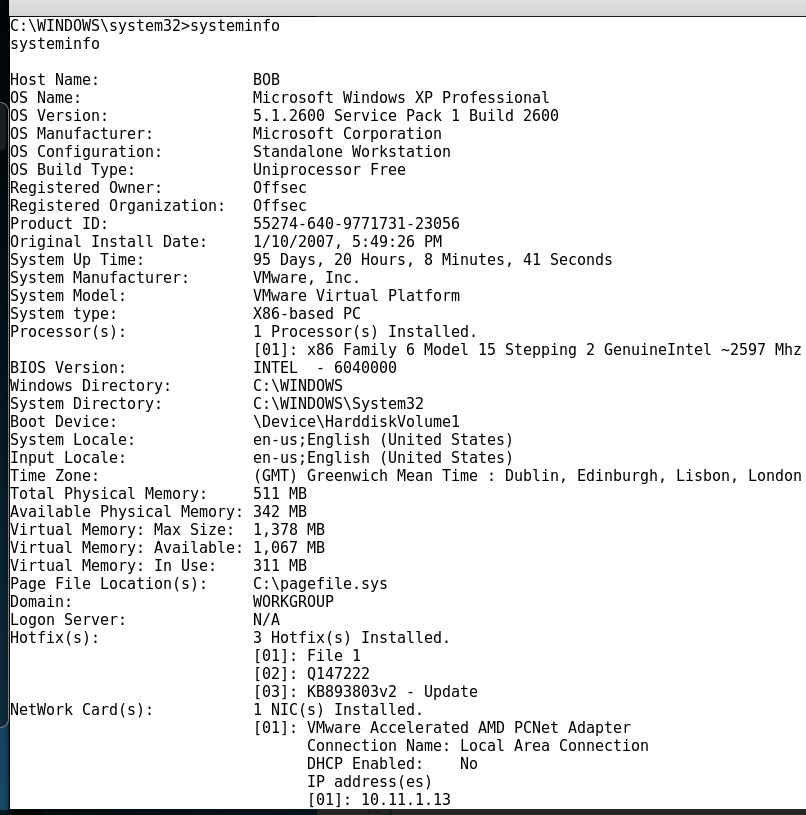 C:\WINDOWS\system32>systeminfo
systeminfo

Host Name:                 BOB
OS Name:                   Microsoft Windows XP Professional
OS Version:                5.1.2600 Service Pack 1 Build 2600
OS Manufacturer:           Microsoft Corporation
OS Configuration:          Standalone Workstation
OS Build Type:             Uniprocessor Free
Registered Owner:          Offsec
Registered Organization:   Offsec
Product ID:                55274-640-9771731-23056
Original Install Date:     1/10/2007, 5:49:26 PM
System Up Time:            95 Days, 20 Hours, 8 Minutes, 41 Seconds
System Manufacturer:       VMware, Inc.
System Model:              VMware Virtual Platform
System type:               X86-based PC
Processor(s):              1 Processor(s) Installed.
                           [01]: x86 Family 6 Model 15 Stepping 2 GenuineIntel ~2597 Mhz
BIOS Version:              INTEL  - 6040000
Windows Directory:         C:\WINDOWS
System Directory:          C:\WINDOWS\System32
Boot Device:               \Device\HarddiskVolume1
System Locale:             en-us;English (United States)
Input Locale:              en-us;English (United States)
Time Zone:                 (GMT) Greenwich Mean Time : Dublin, Edinburgh, Lisbon, London
Total Physical Memory:     511 MB
Available Physical Memory: 342 MB
Virtual Memory: Max Size:  1,378 MB
Virtual Memory: Available: 1,067 MB
Virtual Memory: In Use:    311 MB
Page File Location(s):     C:\pagefile.sys
Domain:                    WORKGROUP
Logon Server:              N/A
Hotfix(s):                 3 Hotfix(s) Installed.
                           [01]: File 1
                           [02]: Q147222
                           [03]: KB893803v2 - Update
NetWork Card(s):           1 NIC(s) Installed.
                           [01]: VMware Accelerated AMD PCNet Adapter
                                 Connection Name: Local Area Connection
                                 DHCP Enabled:    No
                                 IP address(es)
                                 [01]: 10.11.1.13